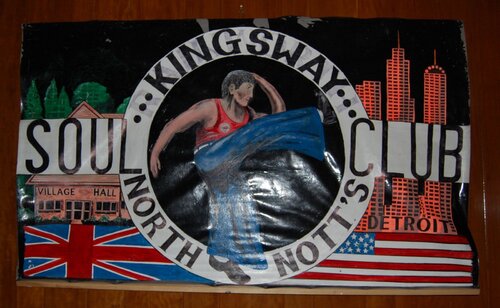 KINGSWAY
SOUL CLUB
NORTH NOTT'S
VILLAGE HALL
DETROIT